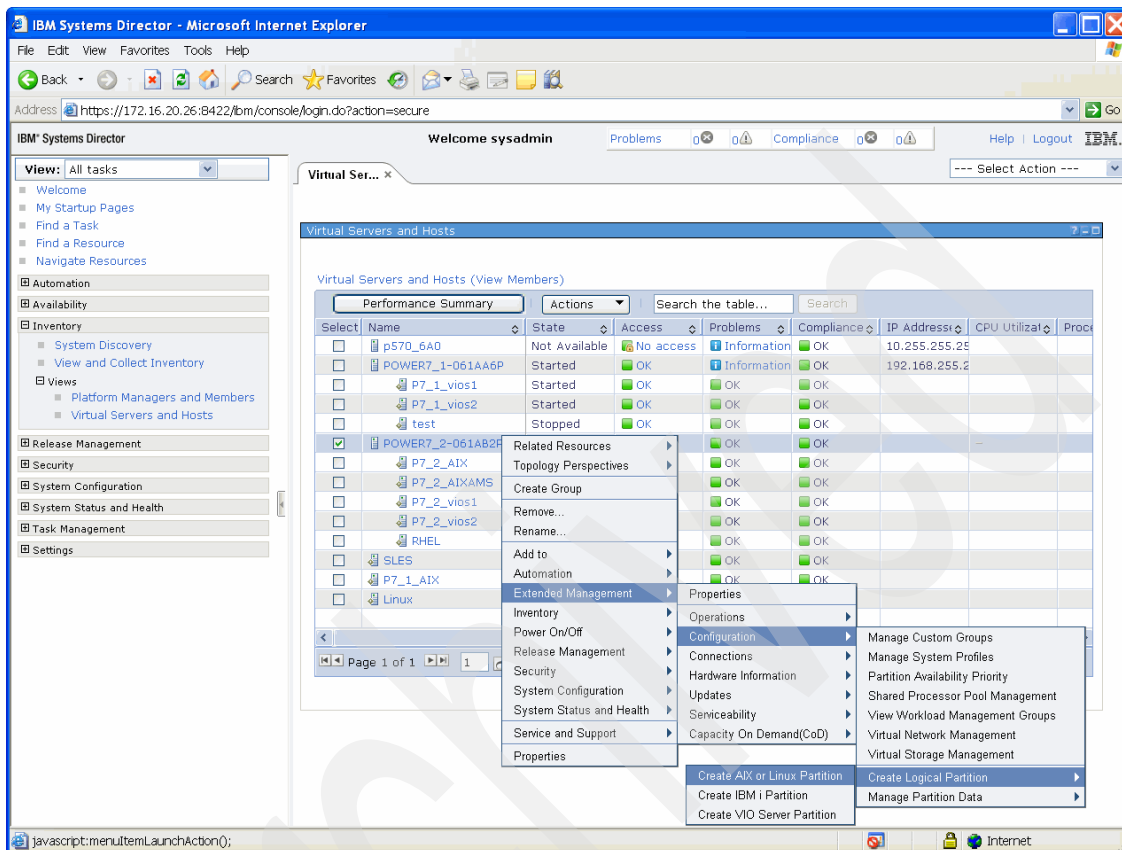 IBM Systems Director - Microsoft Internet Explorer
File Edit View Favorites Tools Help
Back Search Favorites
Address https://172.16.20.26:8422/ibm/console/login.do?action=secure Go
IBM® Systems Director Welcome sysadmin Problems 0 0 Compliance 0 0 Help | Logout IBM.
View: All tasks
Virtual Ser... × --- Select Action ---
Welcome
My Startup Pages
Find a Task
Find a Resource
Navigate Resources
Automation
Availability
Inventory
System Discovery
View and Collect Inventory
Views
Platform Managers and Members
Virtual Servers and Hosts
Release Management
Security
System Configuration
System Status and Health
Task Management
Settings
Virtual Servers and Hosts
Virtual Servers and Hosts (View Members)
Performance Summary Actions Search the table... Search
Select Name State Access Problems Compliance IP Addresse CPU Utilizat Proce
p570_6A0 Not Available No access Information OK 10.255.255.25
POWER7_1-061AA6P Started OK Information OK 192.168.255.2
P7_1_vios1 Started OK OK OK
P7_1_vios2 Started OK OK OK
test Stopped OK OK OK
POWER7_2-061AB2P OK OK –
P7_2_AIX OK OK
P7_2_AIXAMS OK OK
P7_2_vios1 OK OK
P7_2_vios2 OK OK
RHEL OK OK
SLES OK OK
P7_1_AIX OK OK
Linux
Page 1 of 1 1
Related Resources
Topology Perspectives
Create Group
Remove...
Rename...
Add to
Automation
Extended Management
Inventory
Power On/Off
Release Management
Security
System Configuration
System Status and Health
Service and Support
Properties
Properties
Operations
Configuration
Connections
Hardware Information
Updates
Serviceability
Capacity On Demand(CoD)
Manage Custom Groups
Manage System Profiles
Partition Availability Priority
Shared Processor Pool Management
View Workload Management Groups
Virtual Network Management
Virtual Storage Management
Create Logical Partition
Manage Partition Data
Create AIX or Linux Partition
Create IBM i Partition
Create VIO Server Partition
javascript:menuItemLaunchAction(); Internet